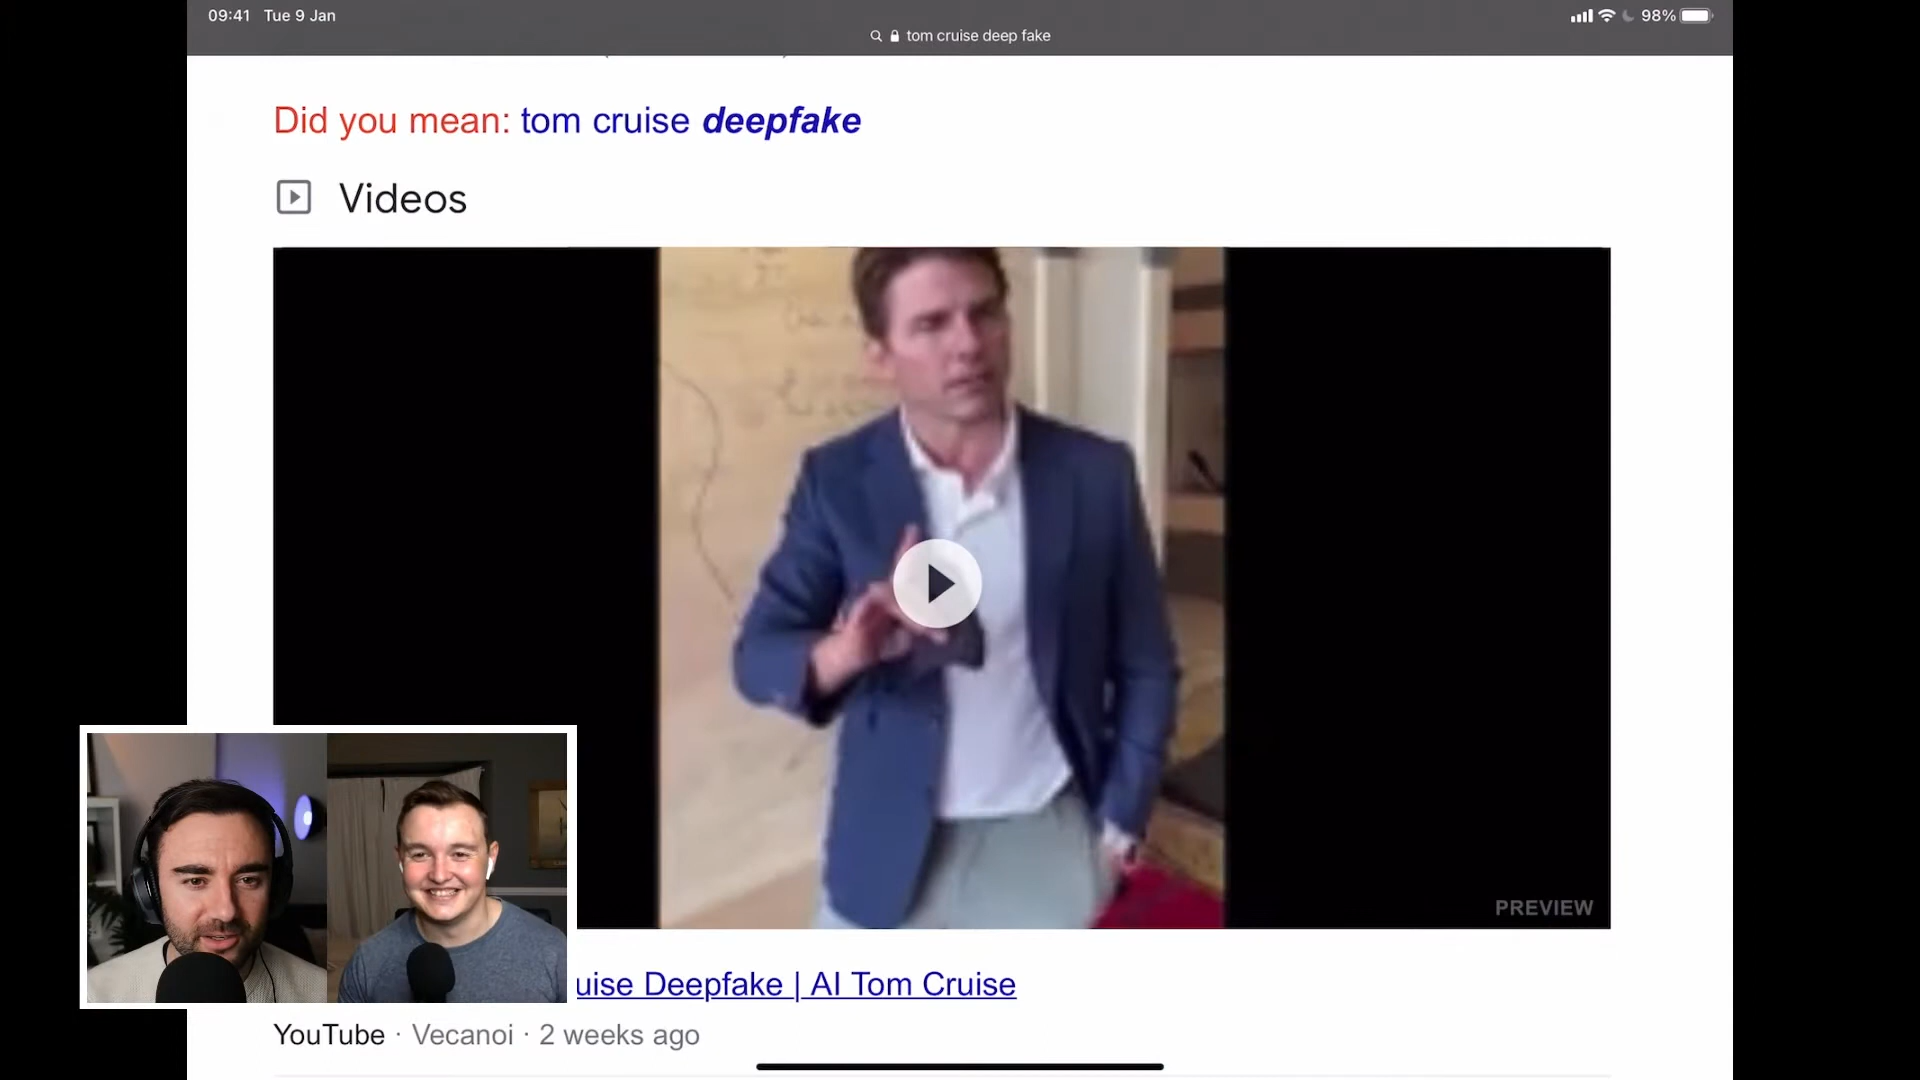 09:41 Tue 9 Jan
98%
tom cruise deep fake
Did you mean: tom cruise deepfake
Videos
PREVIEW
uise Deepfake | AI Tom Cruise
YouTube · Vecanoi · 2 weeks ago